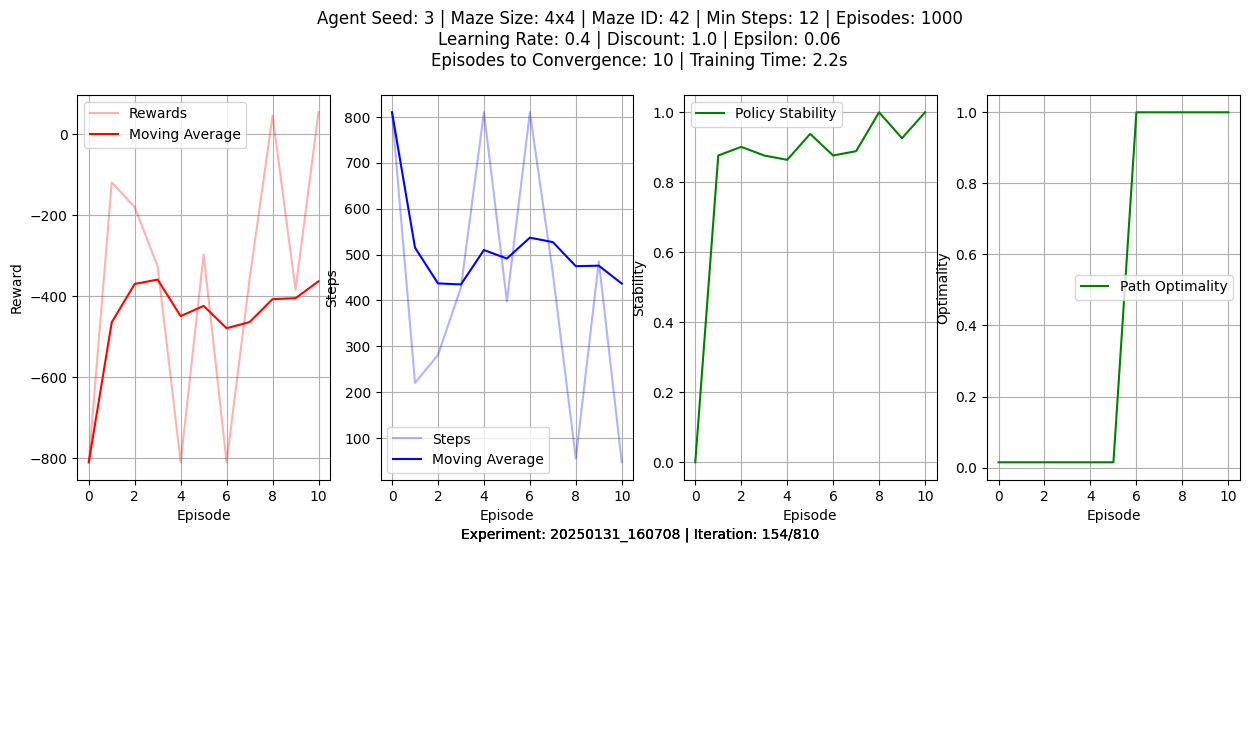 Agent Seed: 3 | Maze Size: 4x4 | Maze ID: 42 | Min Steps: 12 | Episodes: 1000
Learning Rate: 0.4 | Discount: 1.0 | Epsilon: 0.06
Episodes to Convergence: 10 | Training Time: 2.2s
Rewards
Moving Average
0
−200
−400
−600
−800
Reward
0 2 4 6 8 10
Episode
800
700
600
500
400
300
200
100
Steps
Steps
Moving Average
0 2 4 6 8 10
Episode
Policy Stability
1.0
0.8
0.6
0.4
0.2
0.0
Stability
0 2 4 6 8 10
Episode
1.0
0.8
0.6
0.4
0.2
0.0
Optimality
Path Optimality
0 2 4 6 8 10
Episode
Experiment: 20250131_160708 | Iteration: 154/810